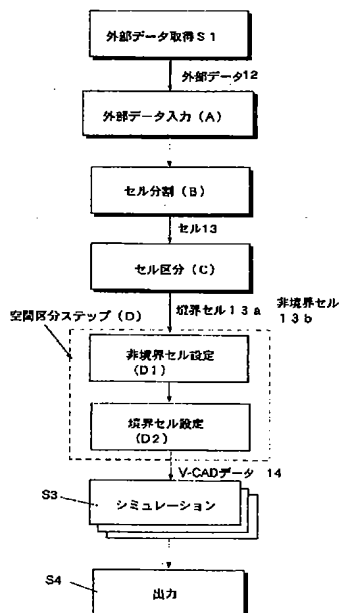 外部データ取得S1
外部データ12
外部データ入力(A)
セル分割(B)
セル13
セル区分(C)
境界セル13a
非境界セル
13b
空間区分ステップ(D)
非境界セル設定
(D1)
境界セル設定
(D2)
V-CADデータ 14
S3
シミュレーション
S4
出力